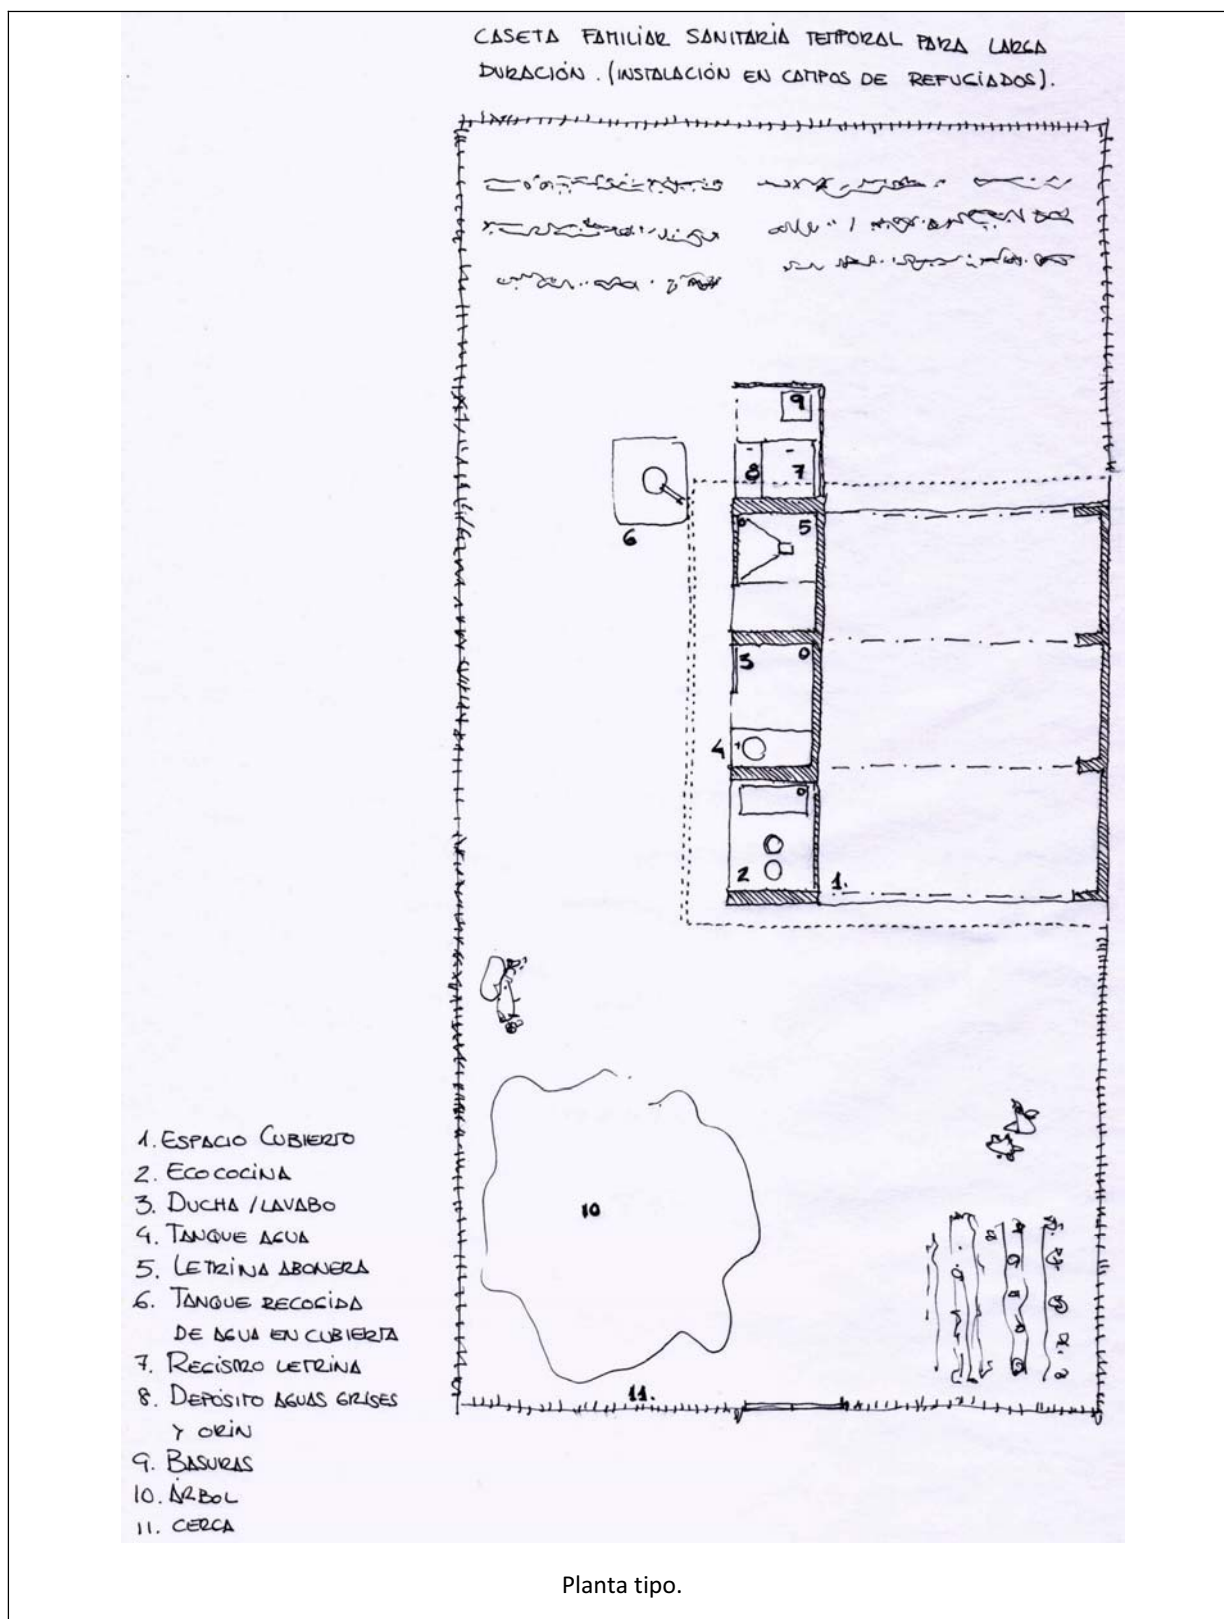 CASETA FAMILIAR SANITARIA TEMPORAL PARA LARGA
DURACIÓN. (INSTALACIÓN EN CAMPOS DE REFUGIADOS).
9
8
7
6
5
3
4
2
1.
10
11.
1. ESPACIO CUBIERTO
2. ECOCOCINA
3. DUCHA / LAVABO
4. TANQUE AGUA
5. LETRINA ABONERA
6. TANQUE RECOGIDA
DE AGUA EN CUBIERTA
7. REGISTRO LETRINA
8. DEPÓSITO AGUAS GRISES
Y ORIN
9. BASURAS
10. ÁRBOL
11. CERCA
Planta tipo.